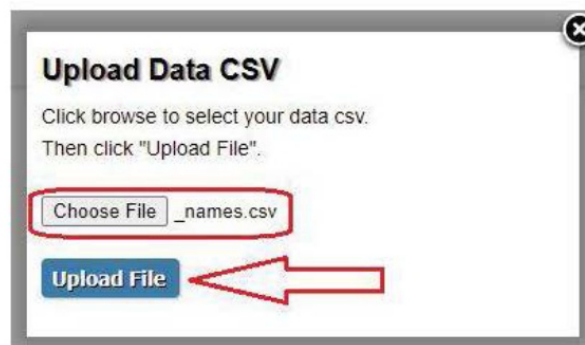 Upload Data CSV
Click browse to select your data csv.
Then click "Upload File".
Choose File _names.csv
Upload File